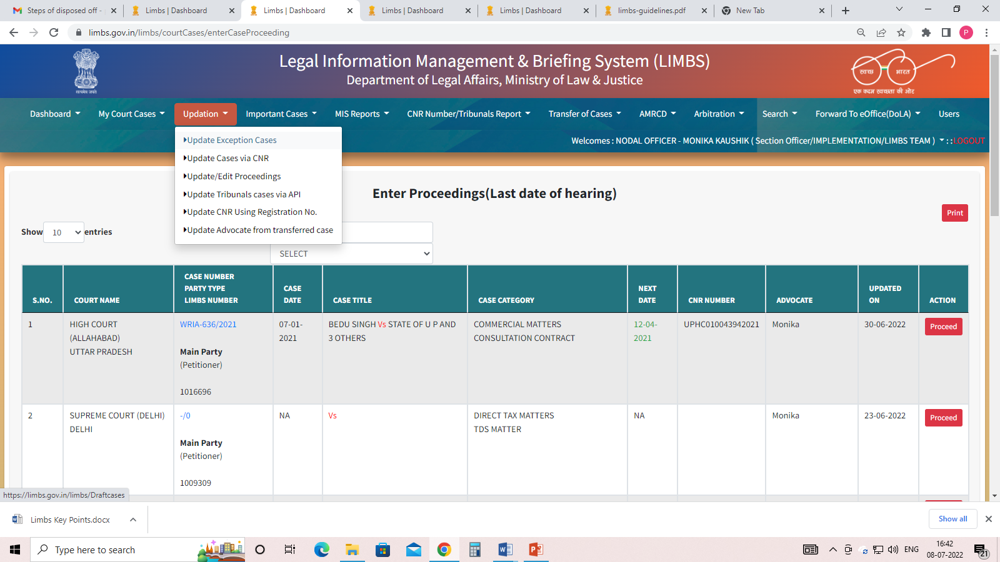 Steps of disposed off -
Limbs | Dashboard
Limbs | Dashboard
Limbs | Dashboard
Limbs | Dashboard
limbs-guidelines.pdf
New Tab
limbs.gov.in/limbs/courtCases/enterCaseProceeding
P
सत्यमेव जयते
Legal Information Management & Briefing System (LIMBS)
Department of Legal Affairs, Ministry of Law & Justice
स्वच्छ भारत
एक कदम स्वच्छता की ओर
Dashboard My Court Cases Updation Important Cases MIS Reports CNR Number/Tribunals Report Transfer of Cases AMRCD Arbitration Search Forward To eOffice(DoLA) Users
Welcomes : NODAL OFFICER - MONIKA KAUSHIK ( Section Officer/IMPLEMENTATION/LIMBS TEAM ) :: LOGOUT
Update Exception Cases
Update Cases via CNR
Update/Edit Proceedings
Update Tribunals cases via API
Update CNR Using Registration No.
Update Advocate from transferred case
Enter Proceedings(Last date of hearing)
Print
Show 10 entries
SELECT
S.NO.
COURT NAME
CASE NUMBER
PARTY TYPE
LIMBS NUMBER
CASE
DATE
CASE TITLE
CASE CATEGORY
NEXT
DATE
CNR NUMBER
ADVOCATE
UPDATED
ON
ACTION
1
HIGH COURT
(ALLAHABAD)
UTTAR PRADESH
WRIA-636/2021
Main Party
(Petitioner)
1016696
07-01-
2021
BEDU SINGH Vs STATE OF U P AND
3 OTHERS
COMMERCIAL MATTERS
CONSULTATION CONTRACT
12-04-
2021
UPHC010043942021
Monika
30-06-2022
Proceed
2
SUPREME COURT (DELHI)
DELHI
-/0
Main Party
(Petitioner)
1009309
NA
Vs
DIRECT TAX MATTERS
TDS MATTER
NA
Monika
23-06-2022
Proceed
https://limbs.gov.in/limbs/Draftcases
Limbs Key Points.docx
Show all
Type here to search
ENG
16:42
08-07-2022
21